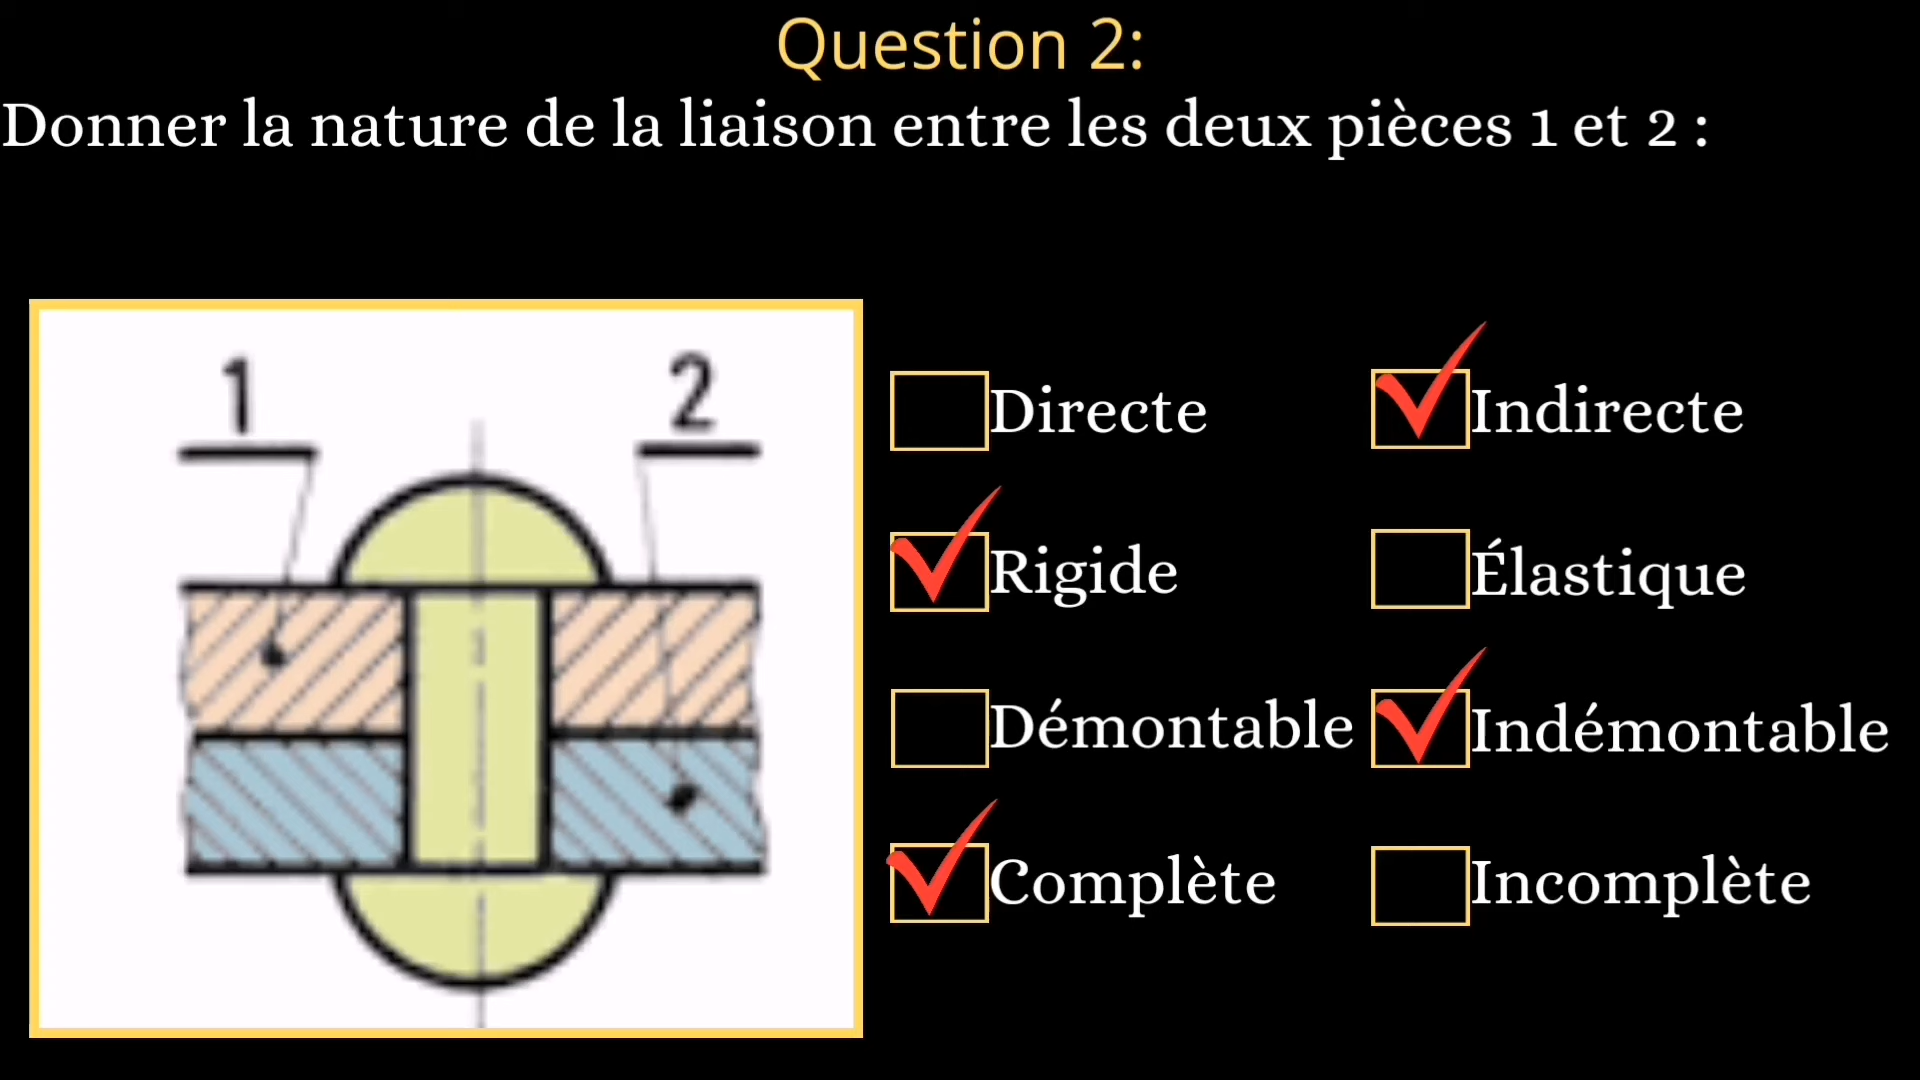 Question 2:
Donner la nature de la liaison entre les deux pièces 1 et 2 :
1 2
Directe Indirecte
Rigide Élastique
Démontable Indémontable
Complète Incomplète